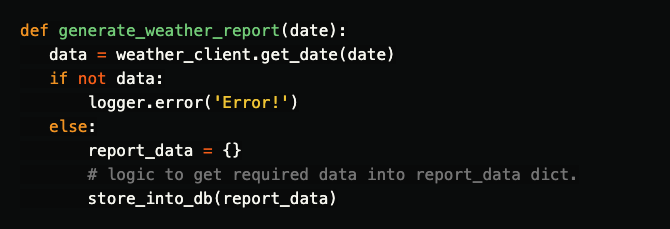 def generate_weather_report(date):
    data = weather_client.get_date(date)
    if not data:
        logger.error('Error!')
    else:
        report_data = {}
        # logic to get required data into report_data dict.
        store_into_db(report_data)